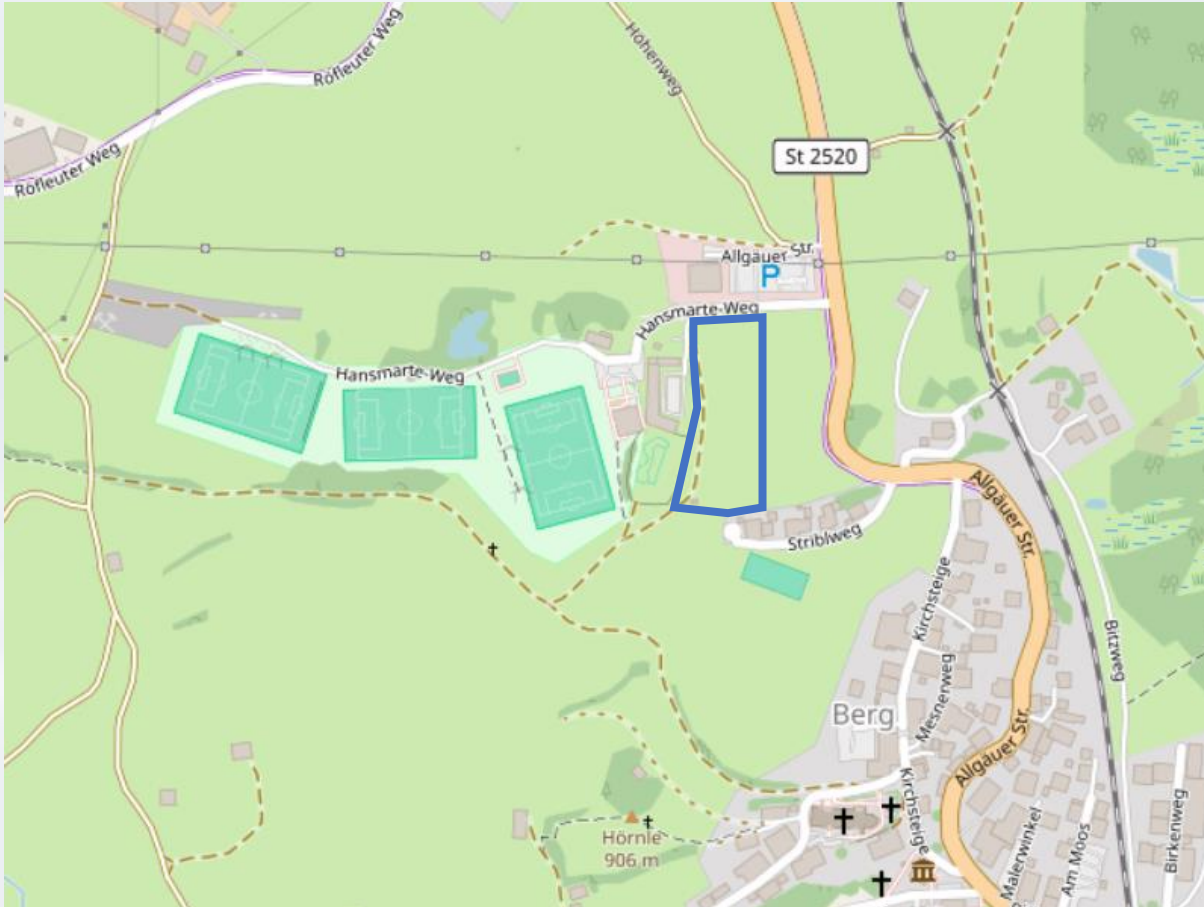 Röfleuter Weg
Höhenweg
Röfleuter Weg
St 2520
Allgäuer Str.
P
Hansmarte-Weg
Hansmarte-Weg
Allgäuer Str.
Striblweg
Kirchsteige
Bitzweg
Mesnerweg
Berg
Allgäuer Str.
Kirchsteige
Hörnle
906 m
Malerwinkel
Am Moos
Birkenweg